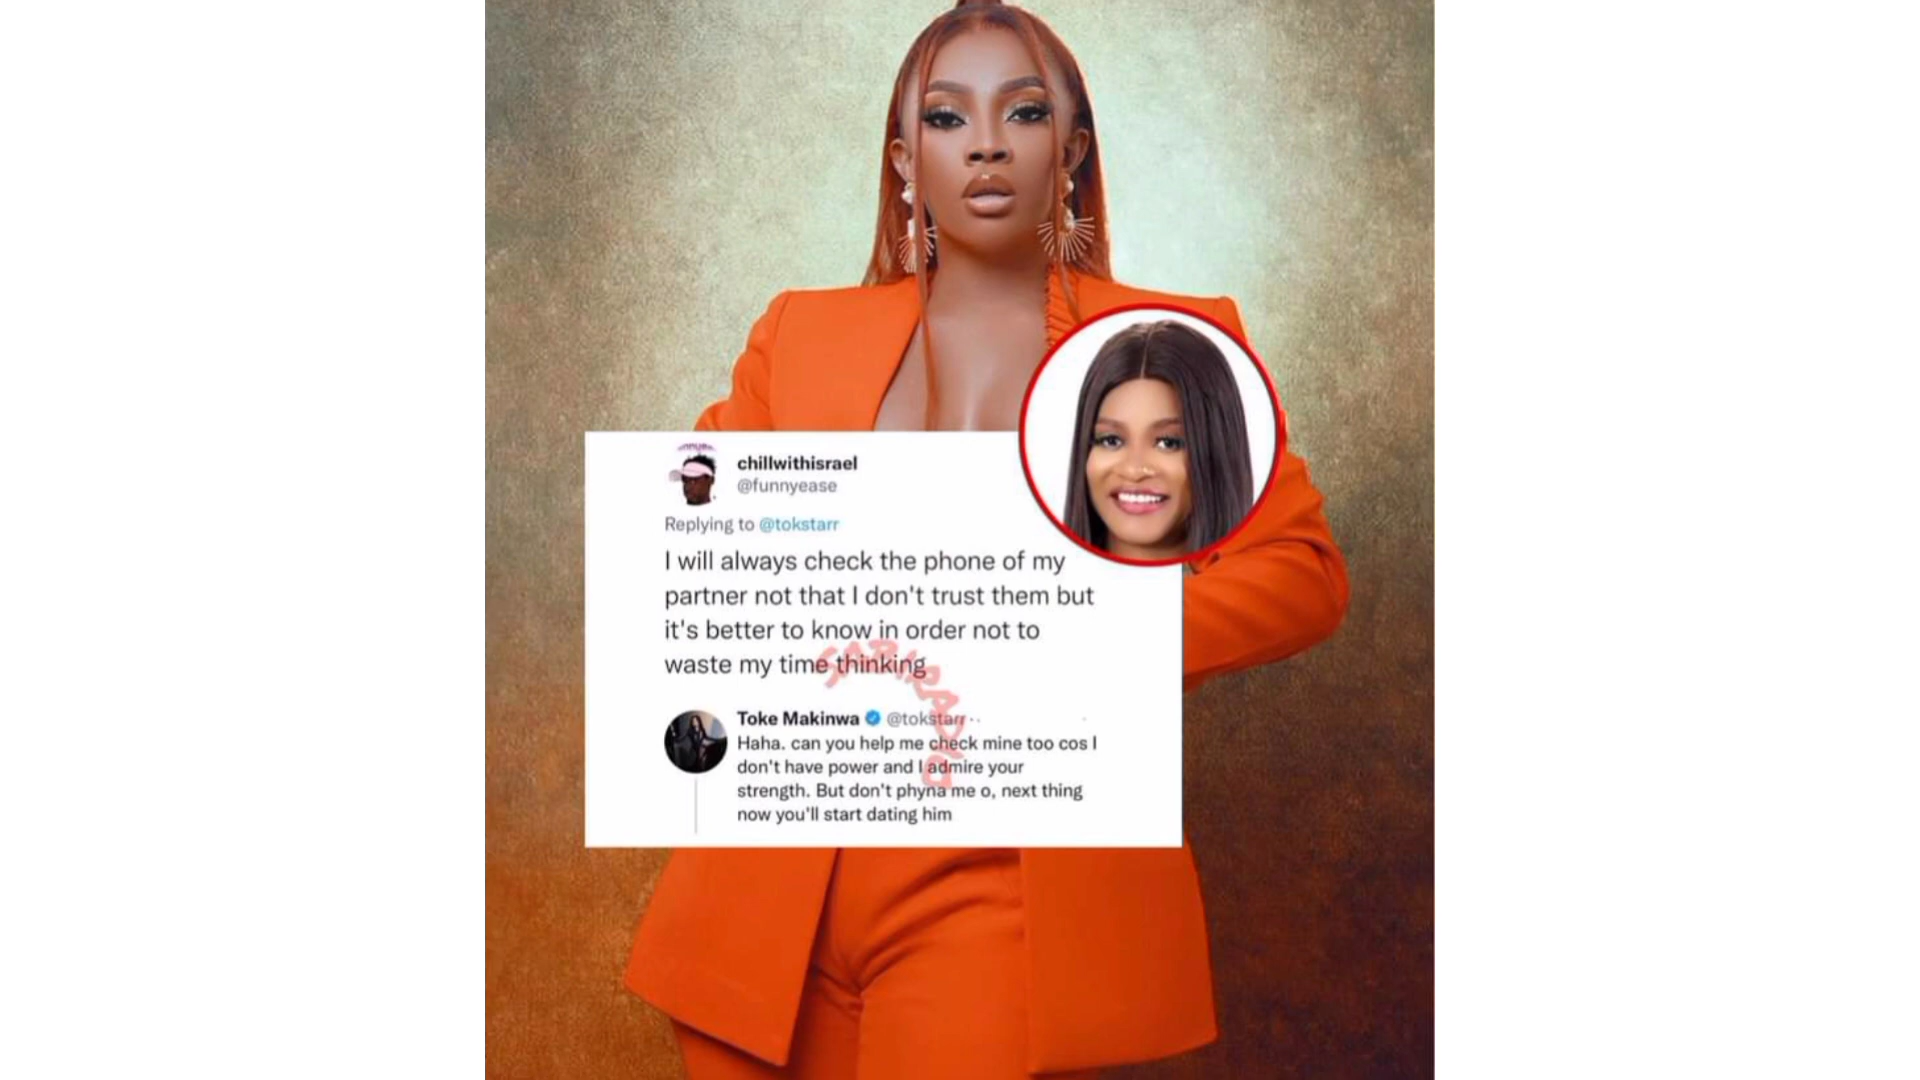 chillwithisrael
@funnyease
Replying to @tokstarr
I will always check the phone of my
partner not that I don't trust them but
it's better to know in order not to
waste my time thinking
SABIRADIO
Toke Makinwa @tokstarr
Haha. can you help me check mine too cos I
don't have power and I admire your
strength. But don't phyna me o, next thing
now you'll start dating him